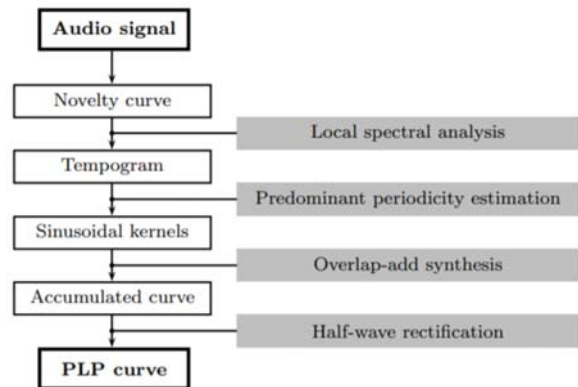 Audio signal
Novelty curve
Local spectral analysis
Tempogram
Predominant periodicity estimation
Sinusoidal kernels
Overlap-add synthesis
Accumulated curve
Half-wave rectification
PLP curve